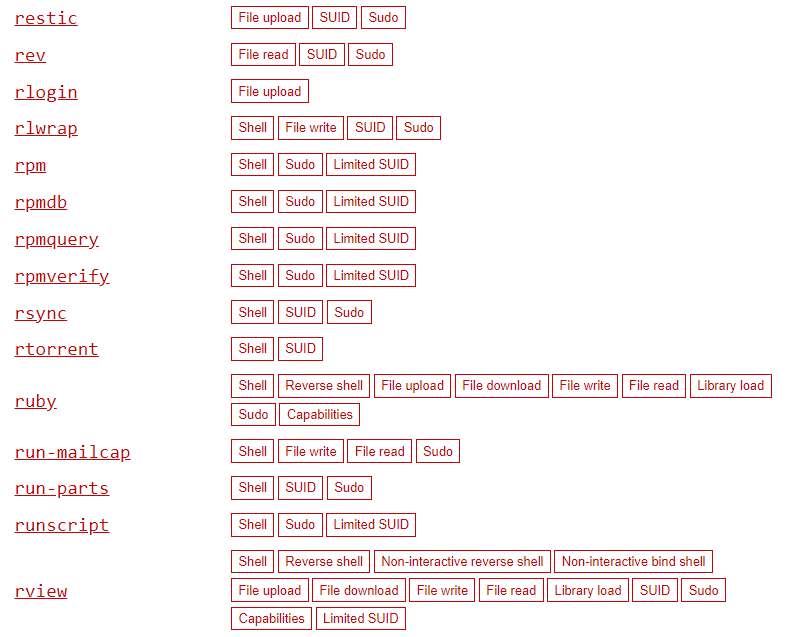 restic File upload SUID Sudo
rev File read SUID Sudo
rlogin File upload
rlwrap Shell File write SUID Sudo
rpm Shell Sudo Limited SUID
rpmdb Shell Sudo Limited SUID
rpmquery Shell Sudo Limited SUID
rpmverify Shell Sudo Limited SUID
rsync Shell SUID Sudo
rtorrent Shell SUID
ruby Shell Reverse shell File upload File download File write File read Library load
Sudo Capabilities
run-mailcap Shell File write File read Sudo
run-parts Shell SUID Sudo
runscript Shell Sudo Limited SUID
Shell Reverse shell Non-interactive reverse shell Non-interactive bind shell
rview File upload File download File write File read Library load SUID Sudo
Capabilities Limited SUID